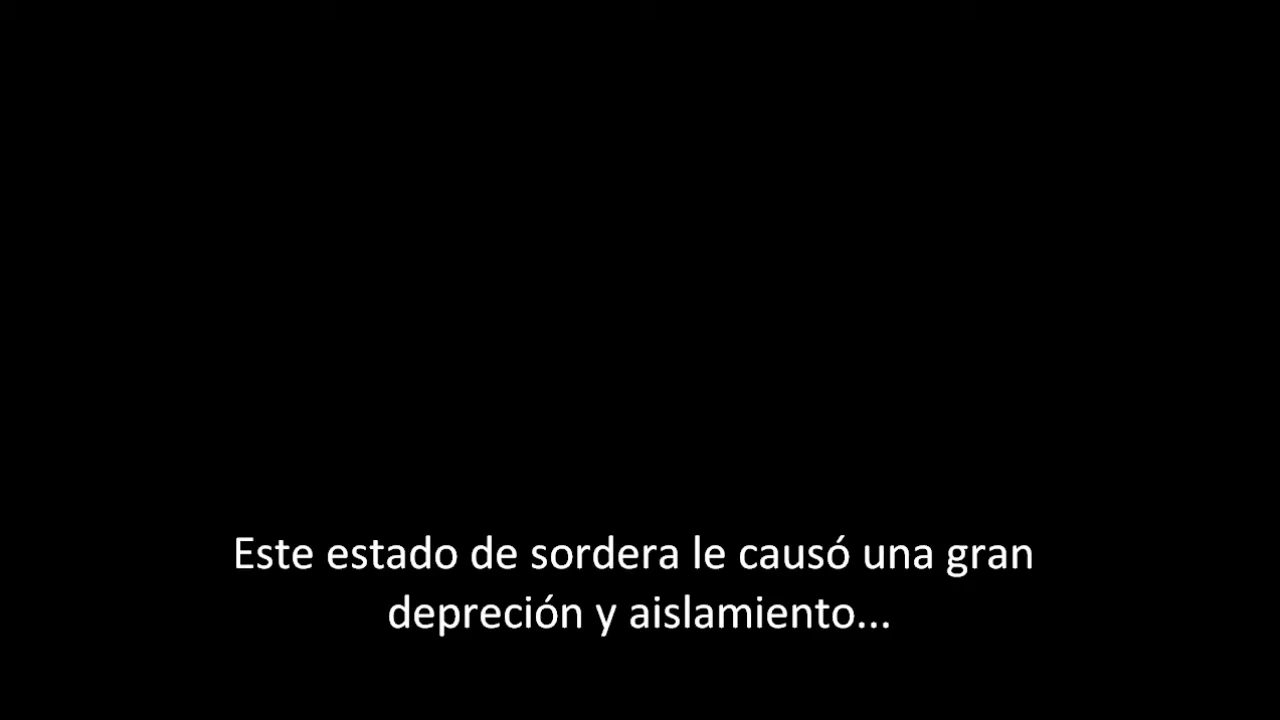 Este estado de sordera le causó una gran
depreción y aislamiento...